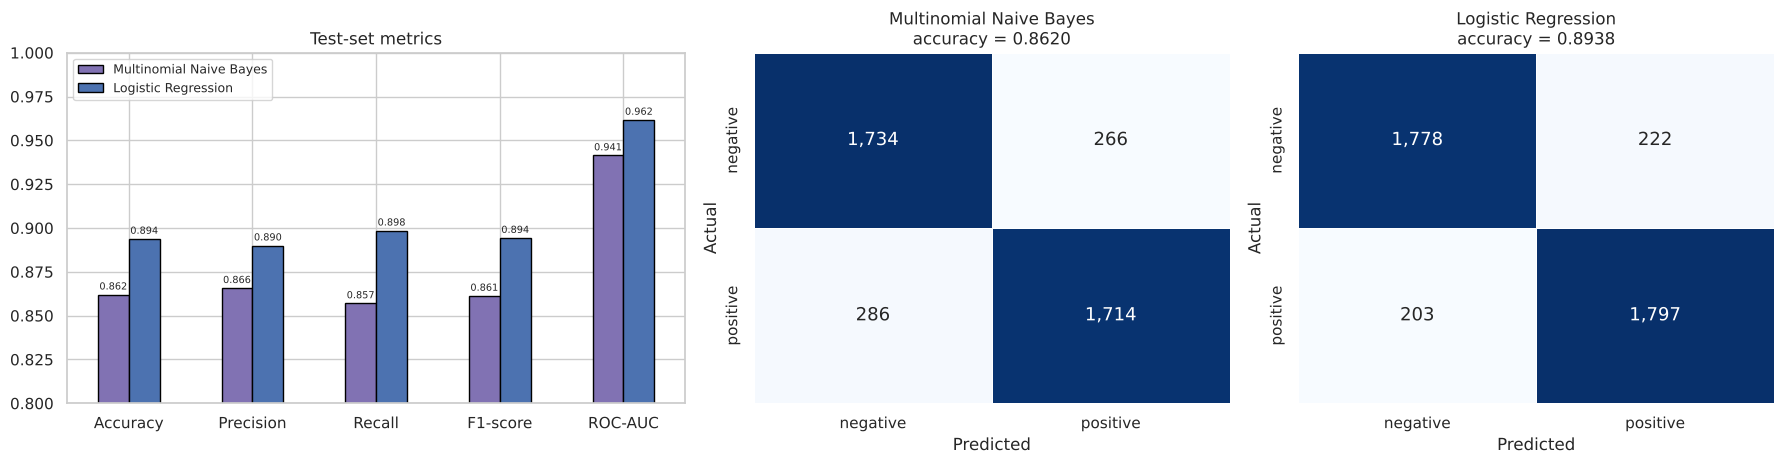 Test-set metrics
1.000
0.975
0.950
0.925
0.900
0.875
0.850
0.825
0.800
Multinomial Naive Bayes
Logistic Regression
0.862
0.894
0.866
0.890
0.857
0.898
0.861
0.894
0.941
0.962
Accuracy
Precision
Recall
F1-score
ROC-AUC
Multinomial Naive Bayes
accuracy = 0.8620
Actual
negative
positive
1,734
266
286
1,714
negative
positive
Predicted
Logistic Regression
accuracy = 0.8938
Actual
negative
positive
1,778
222
203
1,797
negative
positive
Predicted